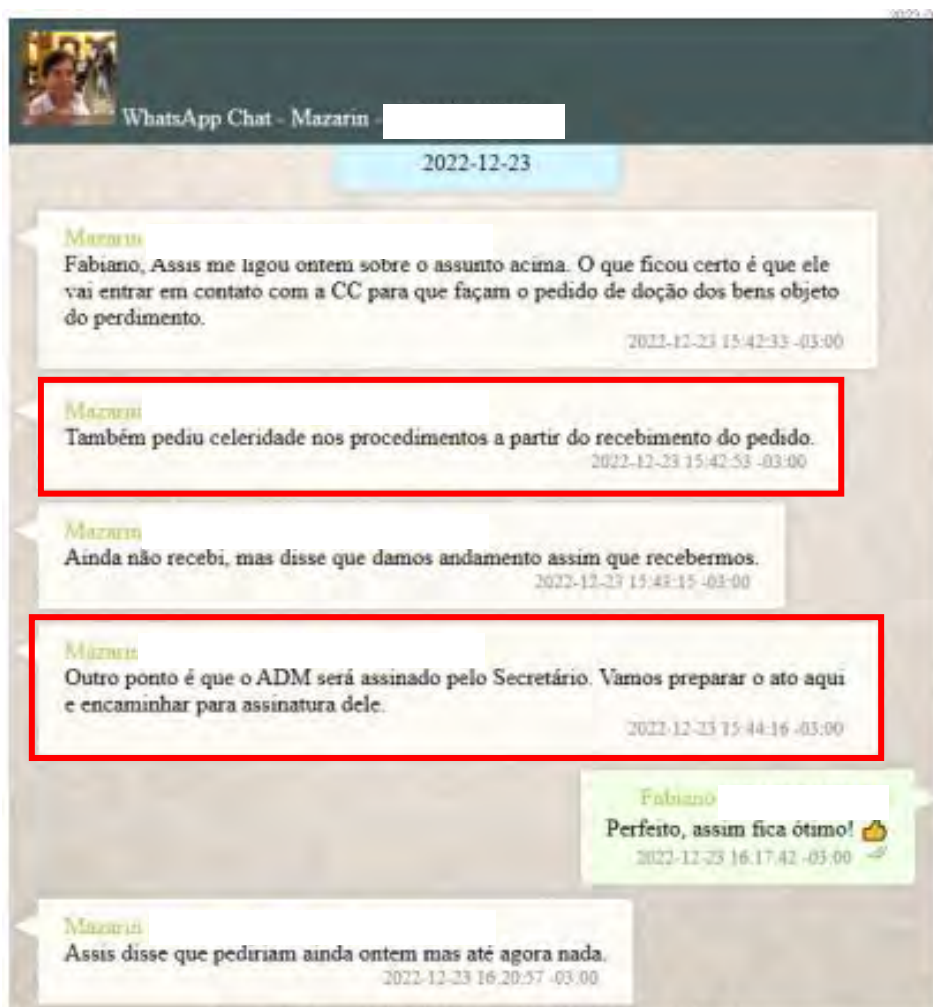 WhatsApp Chat - Mazarin -
2022-12-23
Mazarin
Fabiano, Assis me ligou ontem sobre o assunto acima. O que ficou certo é que ele
vai entrar em contato com a CC para que façam o pedido de doção dos bens objeto
do perdimento.
2022-12-23 15:42:33 -03:00
Mazarin
Também pediu celeridade nos procedimentos a partir do recebimento do pedido.
2022-12-23 15:42:53 -03:00
Mazarin
Ainda não recebi, mas disse que damos andamento assim que recebermos.
2022-12-23 15:43:15 -03:00
Mazarin
Outro ponto é que o ADM será assinado pelo Secretário. Vamos preparar o ato aqui
e encaminhar para assinatura dele.
2022-12-23 15:44:16 -03:00
Fabiano
Perfeito, assim fica ótimo! 👍
2022-12-23 16:17:42 -03:00
Mazarin
Assis disse que pediriam ainda ontem mas até agora nada.
2022-12-23 16:20:57 -03:00